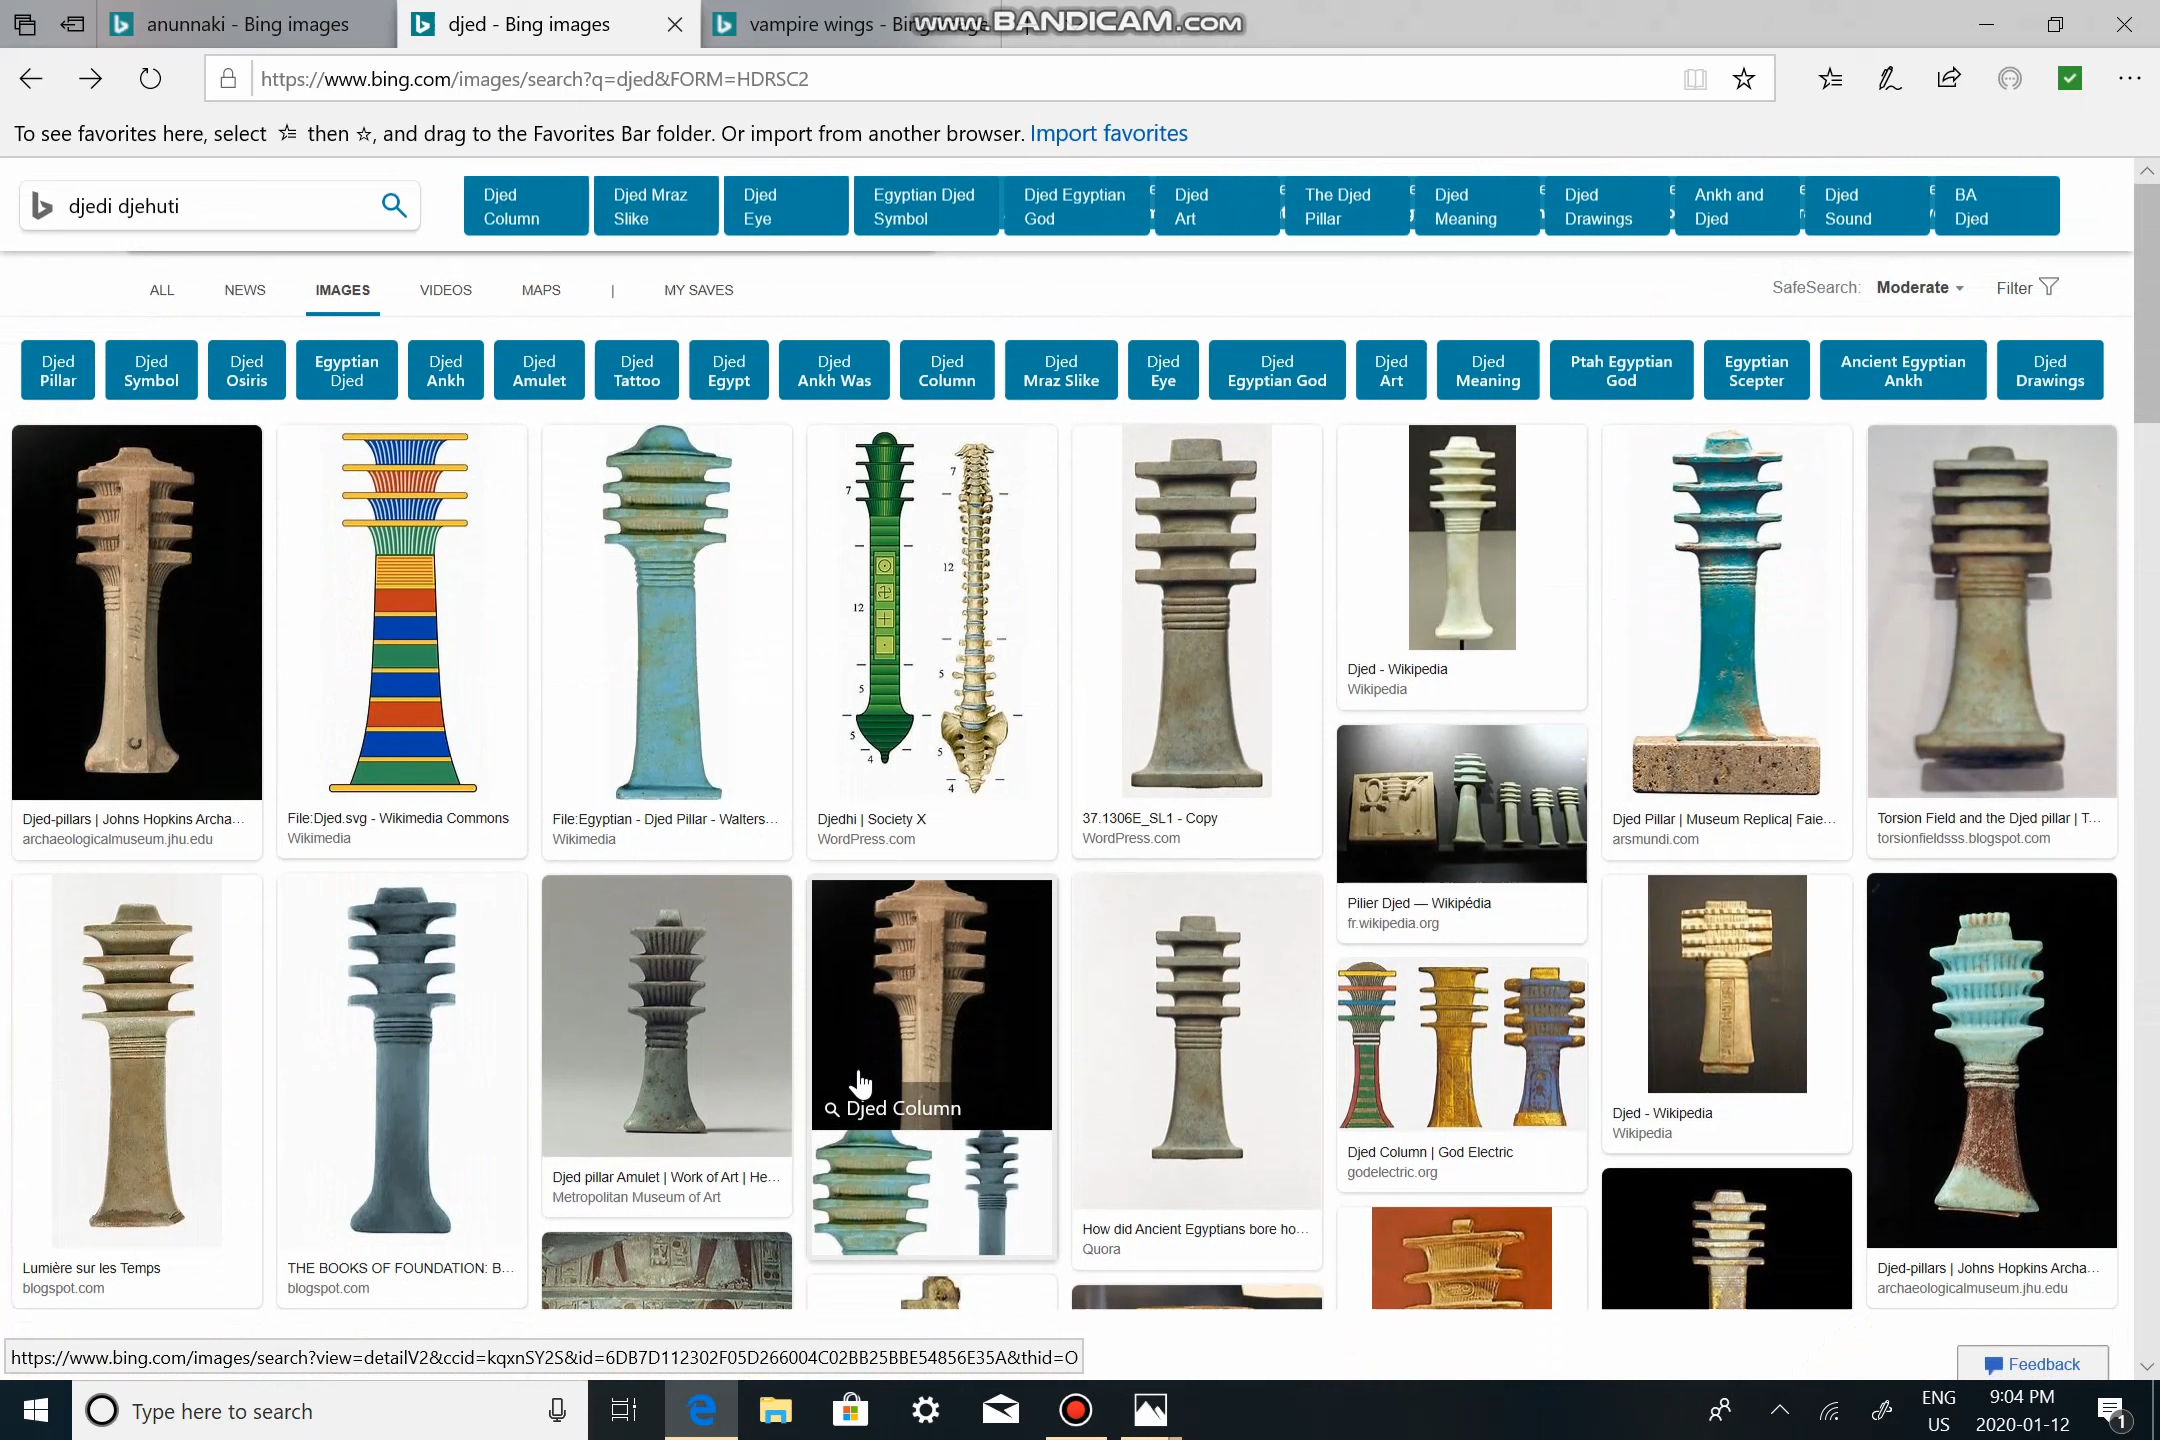 anunnaki - Bing images
djed - Bing images
vampire wings - Bing
www.BANDICAM.com
https://www.bing.com/images/search?q=djed&FORM=HDRSC2
To see favorites here, select then ☆, and drag to the Favorites Bar folder. Or import from another browser. Import favorites
djedi djehuti
Djed Column
Djed Mraz Slike
Djed Eye
Egyptian Djed Symbol
Djed Egyptian God
Djed Art
The Djed Pillar
Djed Meaning
Djed Drawings
Ankh and Djed
Djed Sound
BA Djed
ALL NEWS IMAGES VIDEOS MAPS | MY SAVES
SafeSearch: Moderate Filter
Djed Pillar
Djed Symbol
Djed Osiris
Egyptian Djed
Djed Ankh
Djed Amulet
Djed Tattoo
Djed Egypt
Djed Ankh Was
Djed Column
Djed Mraz Slike
Djed Eye
Djed Egyptian God
Djed Art
Djed Meaning
Ptah Egyptian God
Egyptian Scepter
Ancient Egyptian Ankh
Djed Drawings
7
7
12
12
5
5
5
5
4
4
Djed-pillars | Johns Hopkins Archa...
archaeologicalmuseum.jhu.edu
File:Djed.svg - Wikimedia Commons
Wikimedia
File:Egyptian - Djed Pillar - Walters...
Wikimedia
Djedhi | Society X
WordPress.com
37.1306E_SL1 - Copy
WordPress.com
Djed - Wikipedia
Wikipedia
Djed Pillar | Museum Replica| Faie...
arsmundi.com
Torsion Field and the Djed pillar | T...
torsionfieldsss.blogspot.com
Pilier Djed — Wikipédia
fr.wikipedia.org
Lumière sur les Temps
blogspot.com
THE BOOKS OF FOUNDATION: B...
blogspot.com
Djed pillar Amulet | Work of Art | He...
Metropolitan Museum of Art
Djed Column
How did Ancient Egyptians bore ho...
Quora
Djed Column | God Electric
godelectric.org
Djed - Wikipedia
Wikipedia
Djed-pillars | Johns Hopkins Archa...
archaeologicalmuseum.jhu.edu
https://www.bing.com/images/search?view=detailV2&ccid=kqxnSY2S&id=6DB7D112302F05D266004C02BB25BBE54856E35A&thid=O
Feedback
Type here to search
ENG
US
9:04 PM
2020-01-12
1